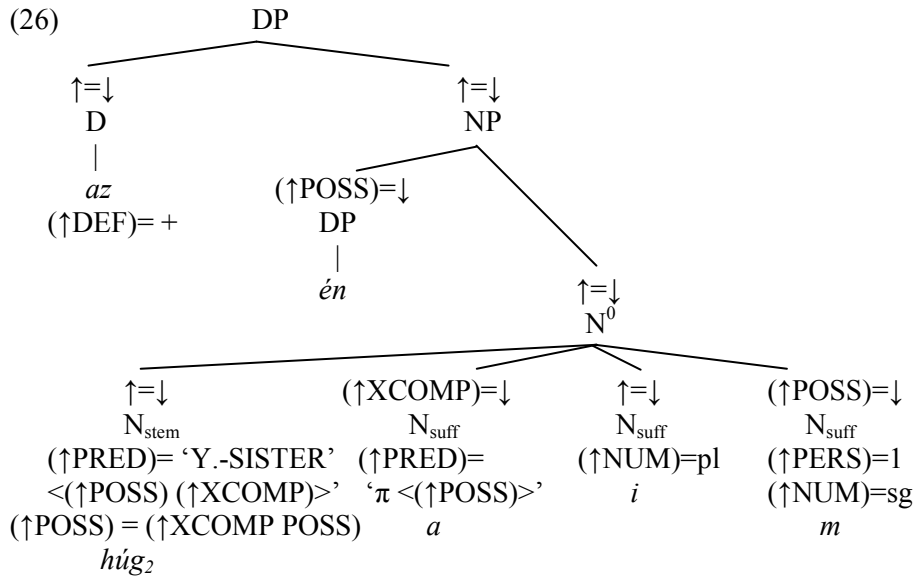 (26) DP
↑=↓ ↑=↓
D NP
az (↑POSS)=↓
(↑DEF)= + DP
én
↑=↓
N⁰
↑=↓ (↑XCOMP)=↓ ↑=↓ (↑POSS)=↓
Nstem Nsuff Nsuff Nsuff
(↑PRED)= ‘Y.-SISTER’ (↑PRED)= (↑NUM)=pl (↑PERS)=1
<(↑POSS) (↑XCOMP)>’ ‘π <(↑POSS)>’ i (↑NUM)=sg
(↑POSS) = (↑XCOMP POSS) a m
húg₂